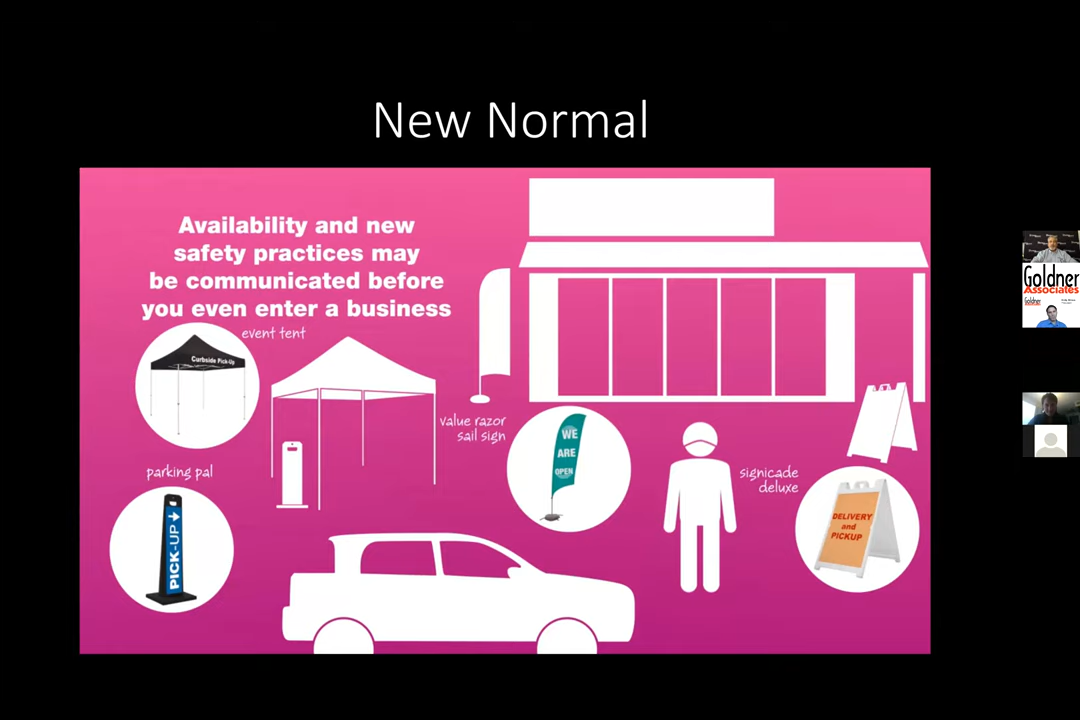 New Normal
Availability and new
safety practices may
be communicated before
you even enter a business
event tent
Curbside Pick-Up
value razor
sail sign
WE
ARE
OPEN
parking pal
PICK-UP
signicade
deluxe
DELIVERY
and
PICKUP
Goldner
Associates